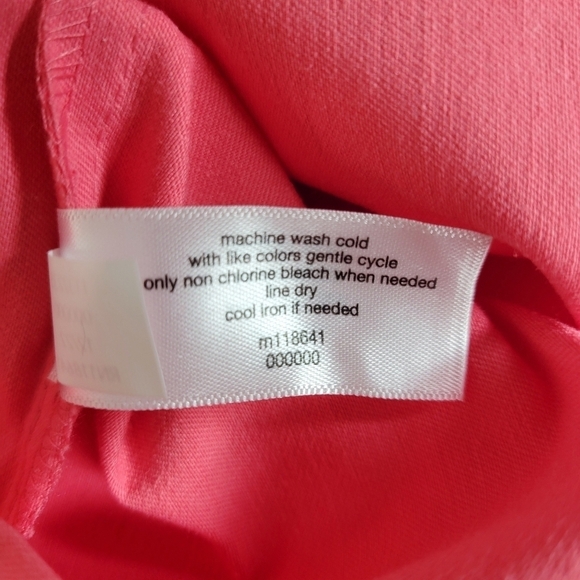 machine wash cold
with like colors gentle cycle
only non chlorine bleach when needed
line dry
cool iron if needed
m118641
000000